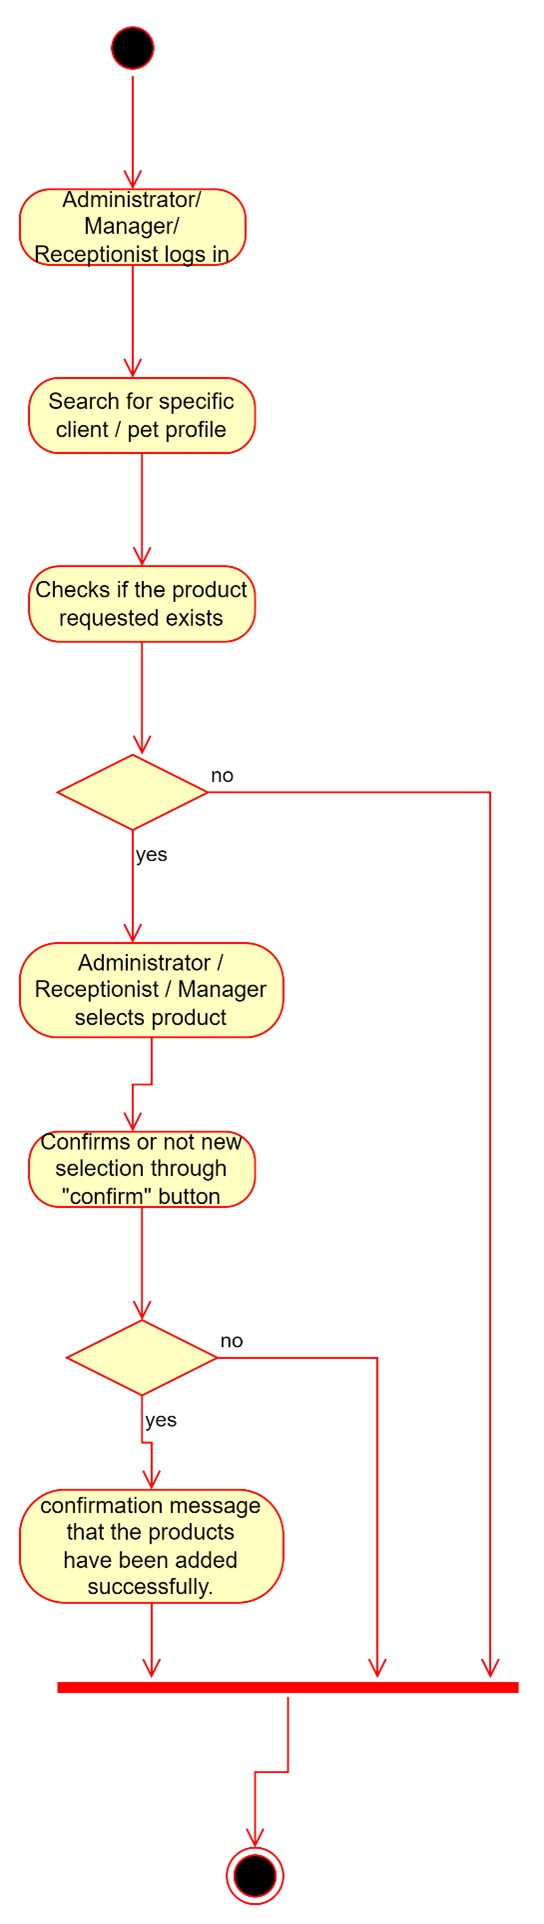 Administrator/
Manager/
Receptionist logs in
Search for specific
client / pet profile
Checks if the product
requested exists
no
yes
Administrator /
Receptionist / Manager
selects product
Confirms or not new
selection through
"confirm" button
no
yes
confirmation message
that the products
have been added
successfully.